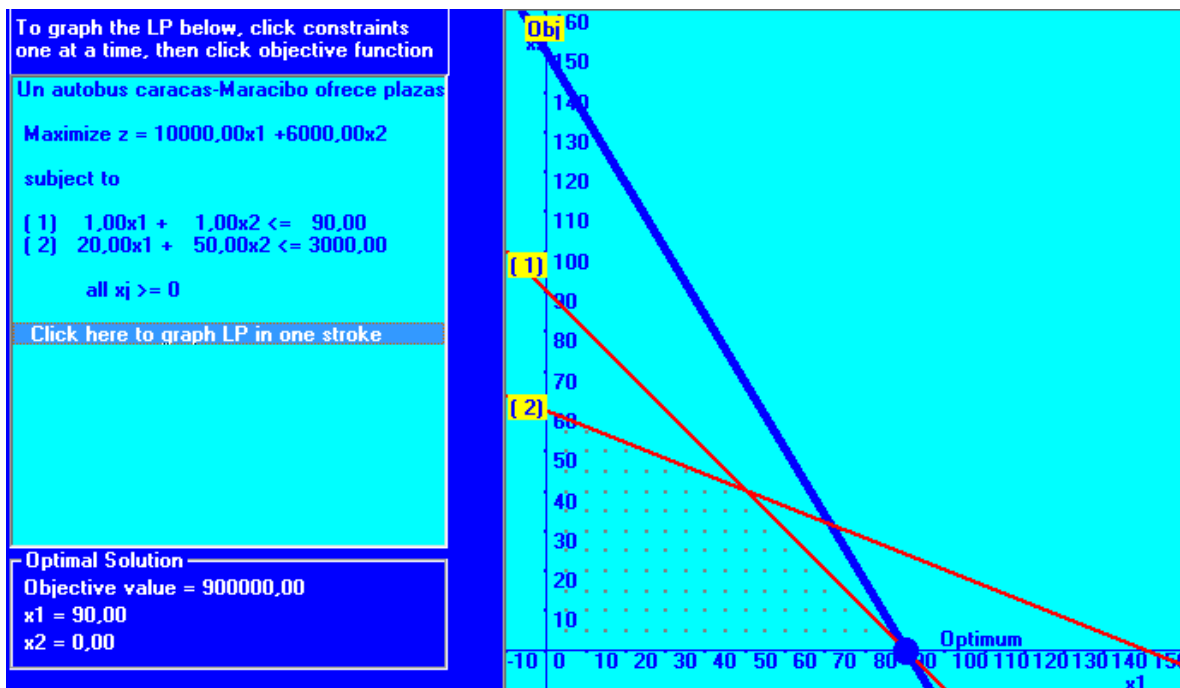 To graph the LP below, click constraints
one at a time, then click objective function
Un autobus caracas-Maracibo ofrece plazas
Maximize z = 10000,00x1 +6000,00x2
subject to
( 1) 1,00x1 + 1,00x2 <= 90,00
( 2) 20,00x1 + 50,00x2 <= 3000,00
all xj >= 0
Click here to graph LP in one stroke
Optimal Solution
Objective value = 900000,00
x1 = 90,00
x2 = 0,00
Obj
150
140
130
120
110
( 1) 100
90
80
70
( 2)
60
50
40
30
20
10
Optimum
-10 0 10 20 30 40 50 60 70 80 100 110 120 130 140
x1